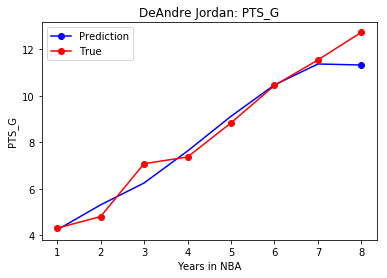 DeAndre Jordan: PTS_G
Prediction
True
12
10
8
6
4
PTS_G
1 2 3 4 5 6 7 8
Years in NBA